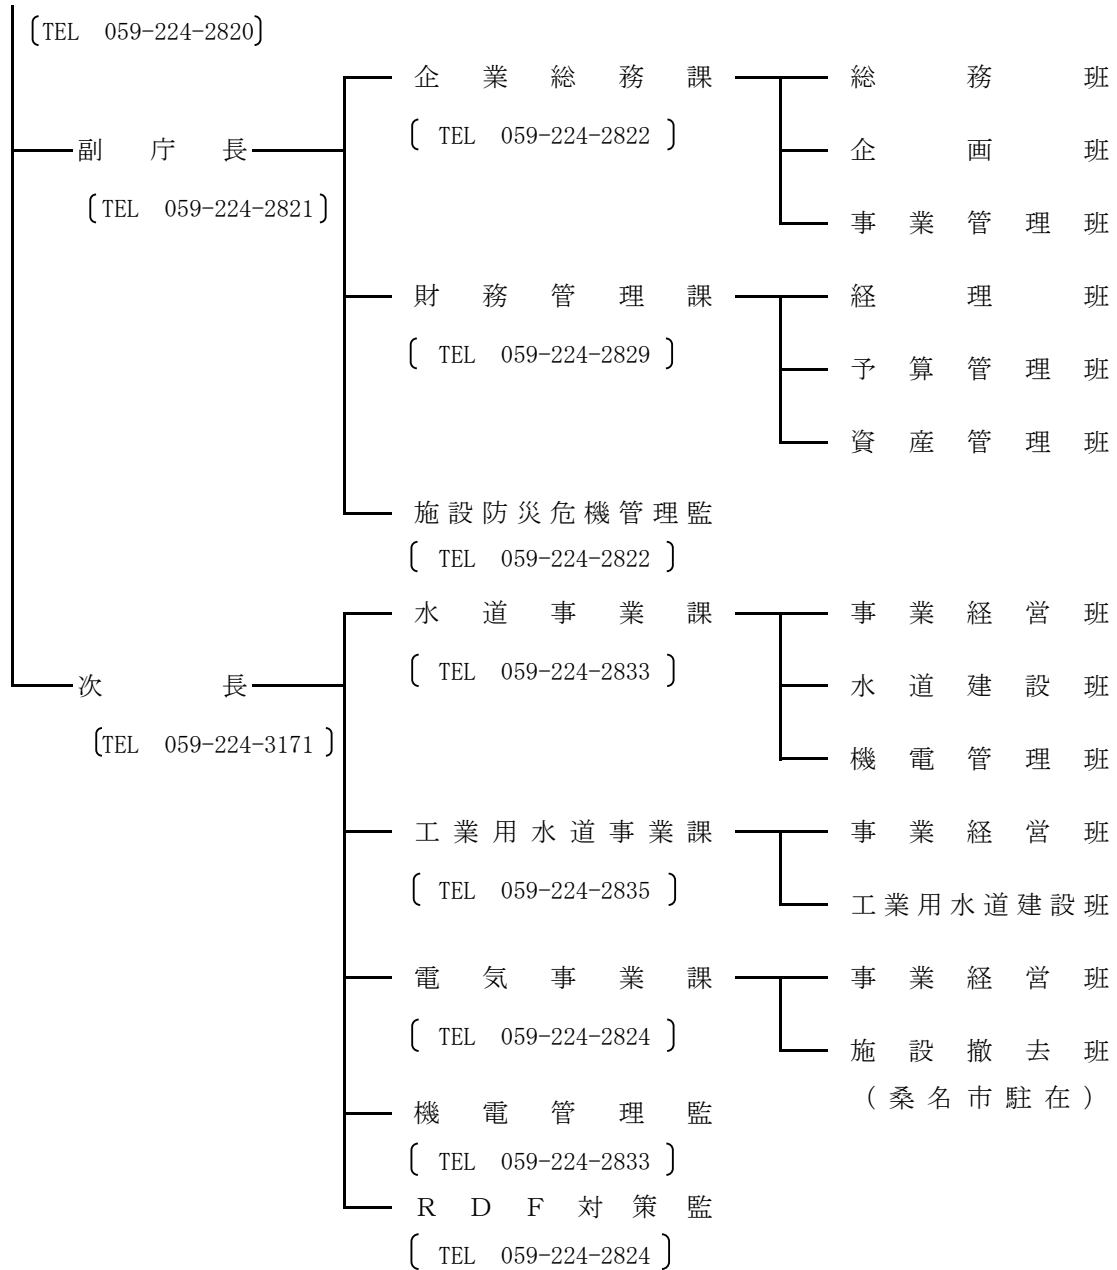 〔TEL 059-224-2820〕
企業総務課 総務班
〔 TEL 059-224-2822 〕
副庁長 企画班
〔TEL 059-224-2821〕
事業管理班
財務管理課 経理班
〔 TEL 059-224-2829 〕
予算管理班
資産管理班
施設防災危機管理監
〔 TEL 059-224-2822 〕
水道事業課 事業経営班
〔 TEL 059-224-2833 〕
次長 水道建設班
〔TEL 059-224-3171 〕
機電管理班
工業用水道事業課 事業経営班
〔 TEL 059-224-2835 〕
工業用水道建設班
電気事業課 事業経営班
〔 TEL 059-224-2824 〕
施設撤去班
(桑名市駐在)
機電管理監
〔 TEL 059-224-2833 〕
RDF対策監
〔 TEL 059-224-2824 〕